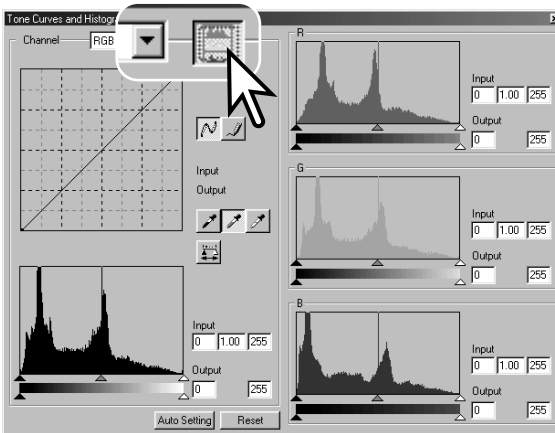 Tone Curves and Histog
Channel
RGB
Input
Output
Input
0 1.00 255
Output
0 255
Auto Setting
Reset
R
Input
0 1.00 255
Output
0 255
G
Input
0 1.00 255
Output
0 255
B
Input
0 1.00 255
Output
0 255